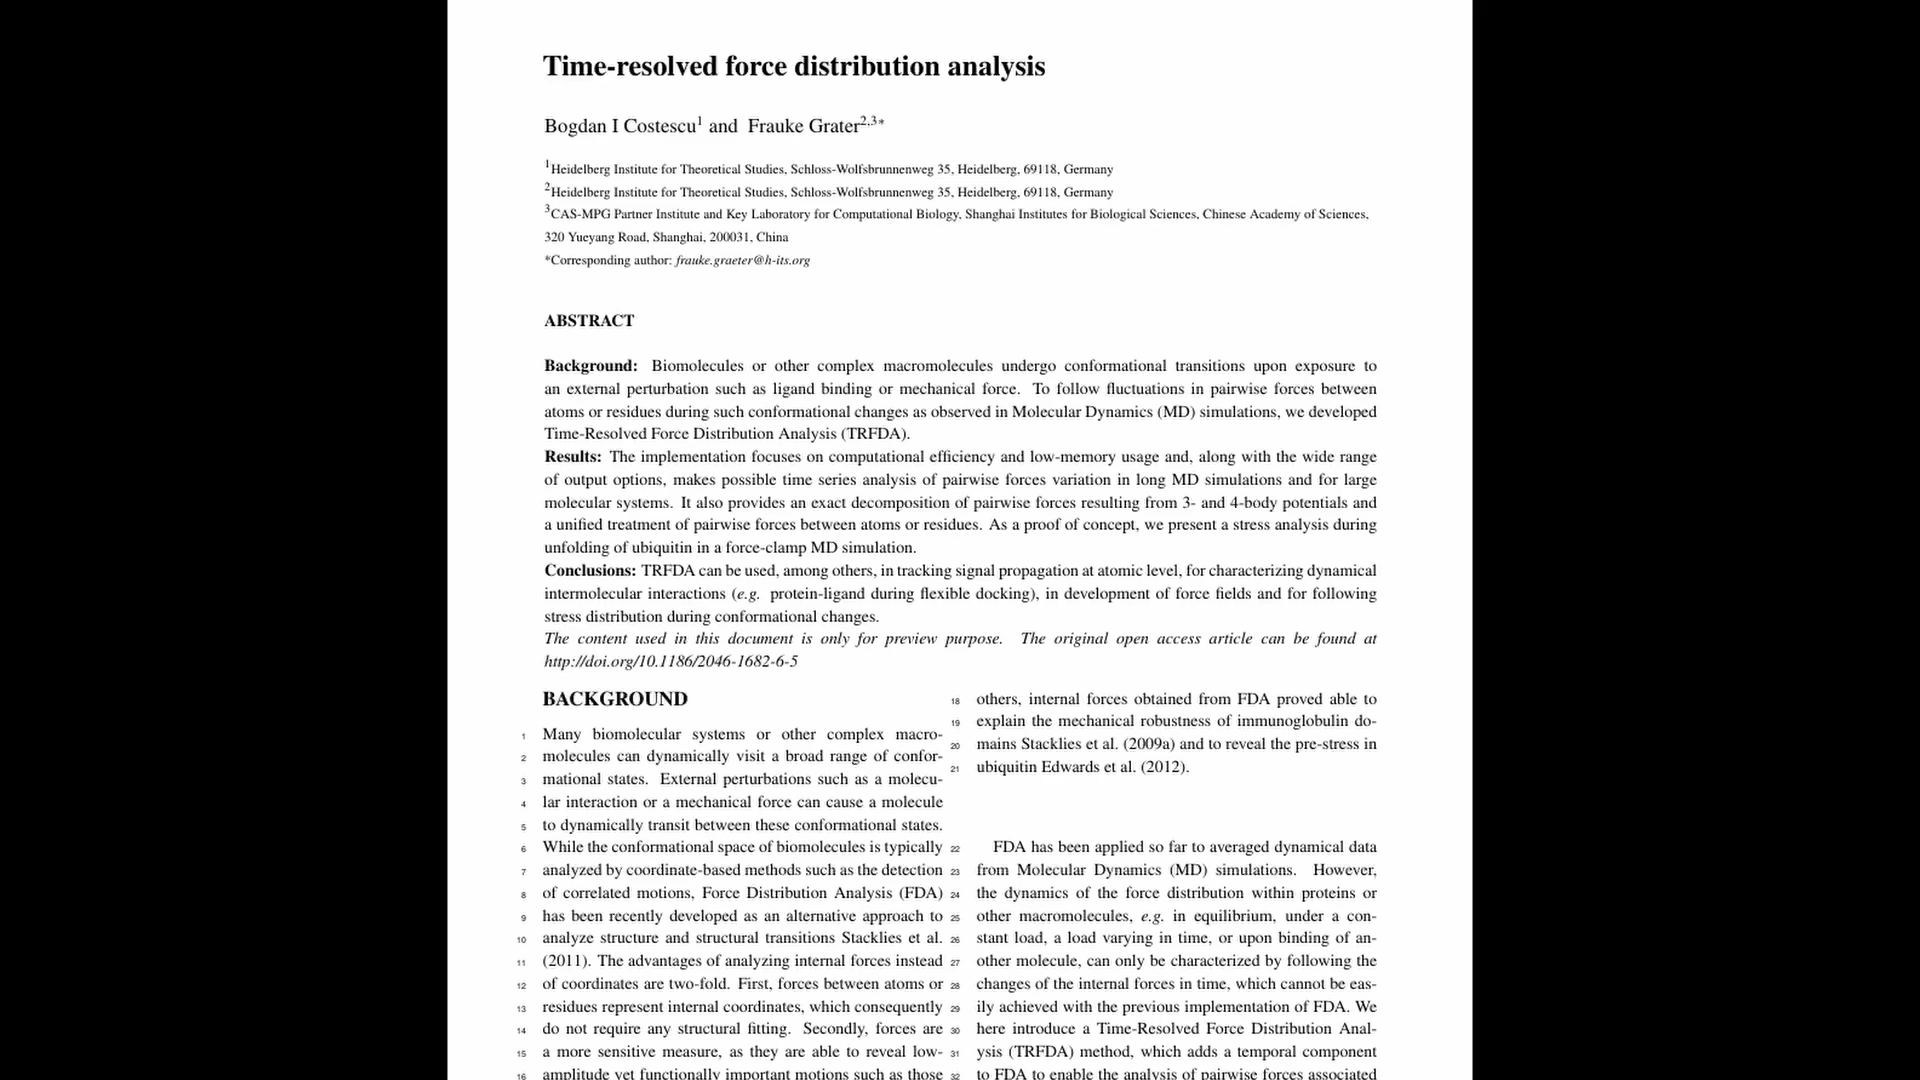 Time-resolved force distribution analysis
Bogdan I Costescu1 and Frauke Grater2,3*
1Heidelberg Institute for Theoretical Studies, Schloss-Wolfsbrunnenweg 35, Heidelberg, 69118, Germany
2Heidelberg Institute for Theoretical Studies, Schloss-Wolfsbrunnenweg 35, Heidelberg, 69118, Germany
3CAS-MPG Partner Institute and Key Laboratory for Computational Biology, Shanghai Institutes for Biological Sciences, Chinese Academy of Sciences,
320 Yueyang Road, Shanghai, 200031, China
*Corresponding author: frauke.graeter@h-its.org
ABSTRACT
Background: Biomolecules or other complex macromolecules undergo conformational transitions upon exposure to
an external perturbation such as ligand binding or mechanical force. To follow fluctuations in pairwise forces between
atoms or residues during such conformational changes as observed in Molecular Dynamics (MD) simulations, we developed
Time-Resolved Force Distribution Analysis (TRFDA).
Results: The implementation focuses on computational efficiency and low-memory usage and, along with the wide range
of output options, makes possible time series analysis of pairwise forces variation in long MD simulations and for large
molecular systems. It also provides an exact decomposition of pairwise forces resulting from 3- and 4-body potentials and
a unified treatment of pairwise forces between atoms or residues. As a proof of concept, we present a stress analysis during
unfolding of ubiquitin in a force-clamp MD simulation.
Conclusions: TRFDA can be used, among others, in tracking signal propagation at atomic level, for characterizing dynamical
intermolecular interactions (e.g. protein-ligand during flexible docking), in development of force fields and for following
stress distribution during conformational changes.
The content used in this document is only for preview purpose. The original open access article can be found at
http://doi.org/10.1186/2046-1682-6-5
BACKGROUND
1 Many biomolecular systems or other complex macro-
2 molecules can dynamically visit a broad range of confor-
3 mational states. External perturbations such as a molecu-
4 lar interaction or a mechanical force can cause a molecule
5 to dynamically transit between these conformational states.
6 While the conformational space of biomolecules is typically
7 analyzed by coordinate-based methods such as the detection
8 of correlated motions, Force Distribution Analysis (FDA)
9 has been recently developed as an alternative approach to
10 analyze structure and structural transitions Stacklies et al.
11 (2011). The advantages of analyzing internal forces instead
12 of coordinates are two-fold. First, forces between atoms or
13 residues represent internal coordinates, which consequently
14 do not require any structural fitting. Secondly, forces are
15 a more sensitive measure, as they are able to reveal low-
16 amplitude yet functionally important motions such as those
18 others, internal forces obtained from FDA proved able to
19 explain the mechanical robustness of immunoglobulin do-
20 mains Stacklies et al. (2009a) and to reveal the pre-stress in
21 ubiquitin Edwards et al. (2012).
22 FDA has been applied so far to averaged dynamical data
23 from Molecular Dynamics (MD) simulations. However,
24 the dynamics of the force distribution within proteins or
25 other macromolecules, e.g. in equilibrium, under a con-
26 stant load, a load varying in time, or upon binding of an-
27 other molecule, can only be characterized by following the
28 changes of the internal forces in time, which cannot be eas-
29 ily achieved with the previous implementation of FDA. We
30 here introduce a Time-Resolved Force Distribution Anal-
31 ysis (TRFDA) method, which adds a temporal component
32 to FDA to enable the analysis of pairwise forces associated